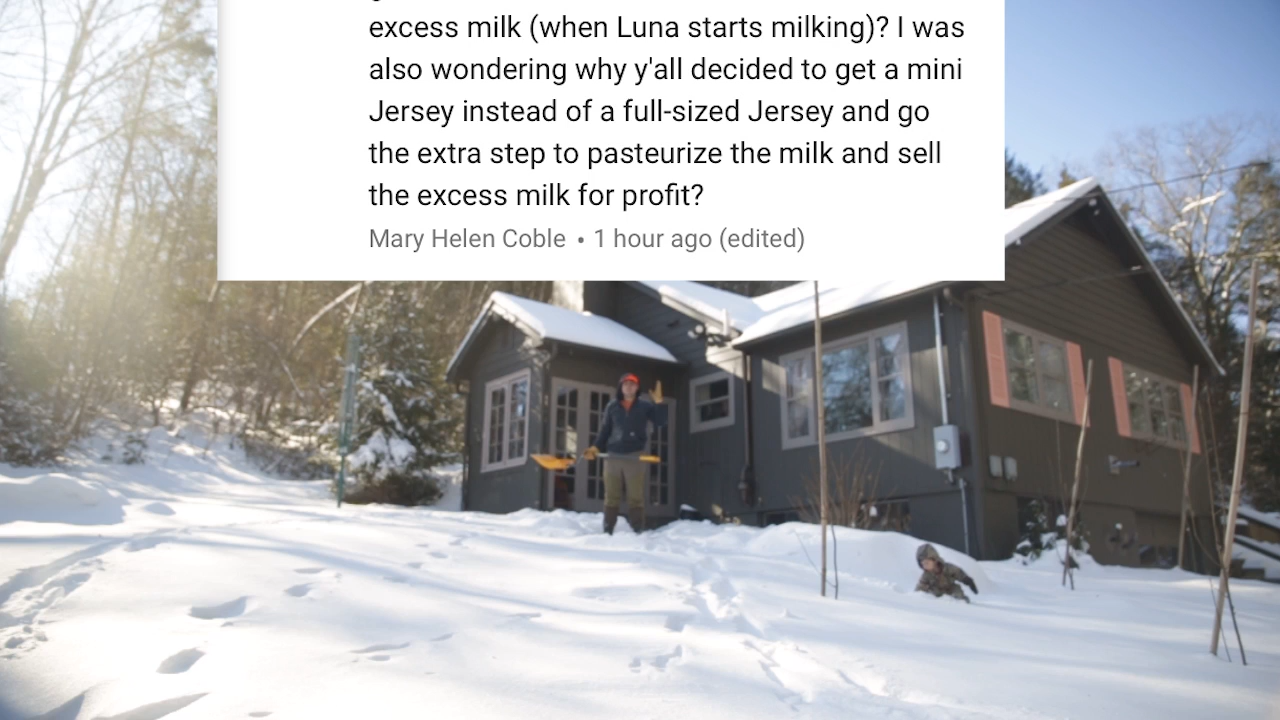 excess milk (when Luna starts milking)? I was
also wondering why y'all decided to get a mini
Jersey instead of a full-sized Jersey and go
the extra step to pasteurize the milk and sell
the excess milk for profit?
Mary Helen Coble • 1 hour ago (edited)